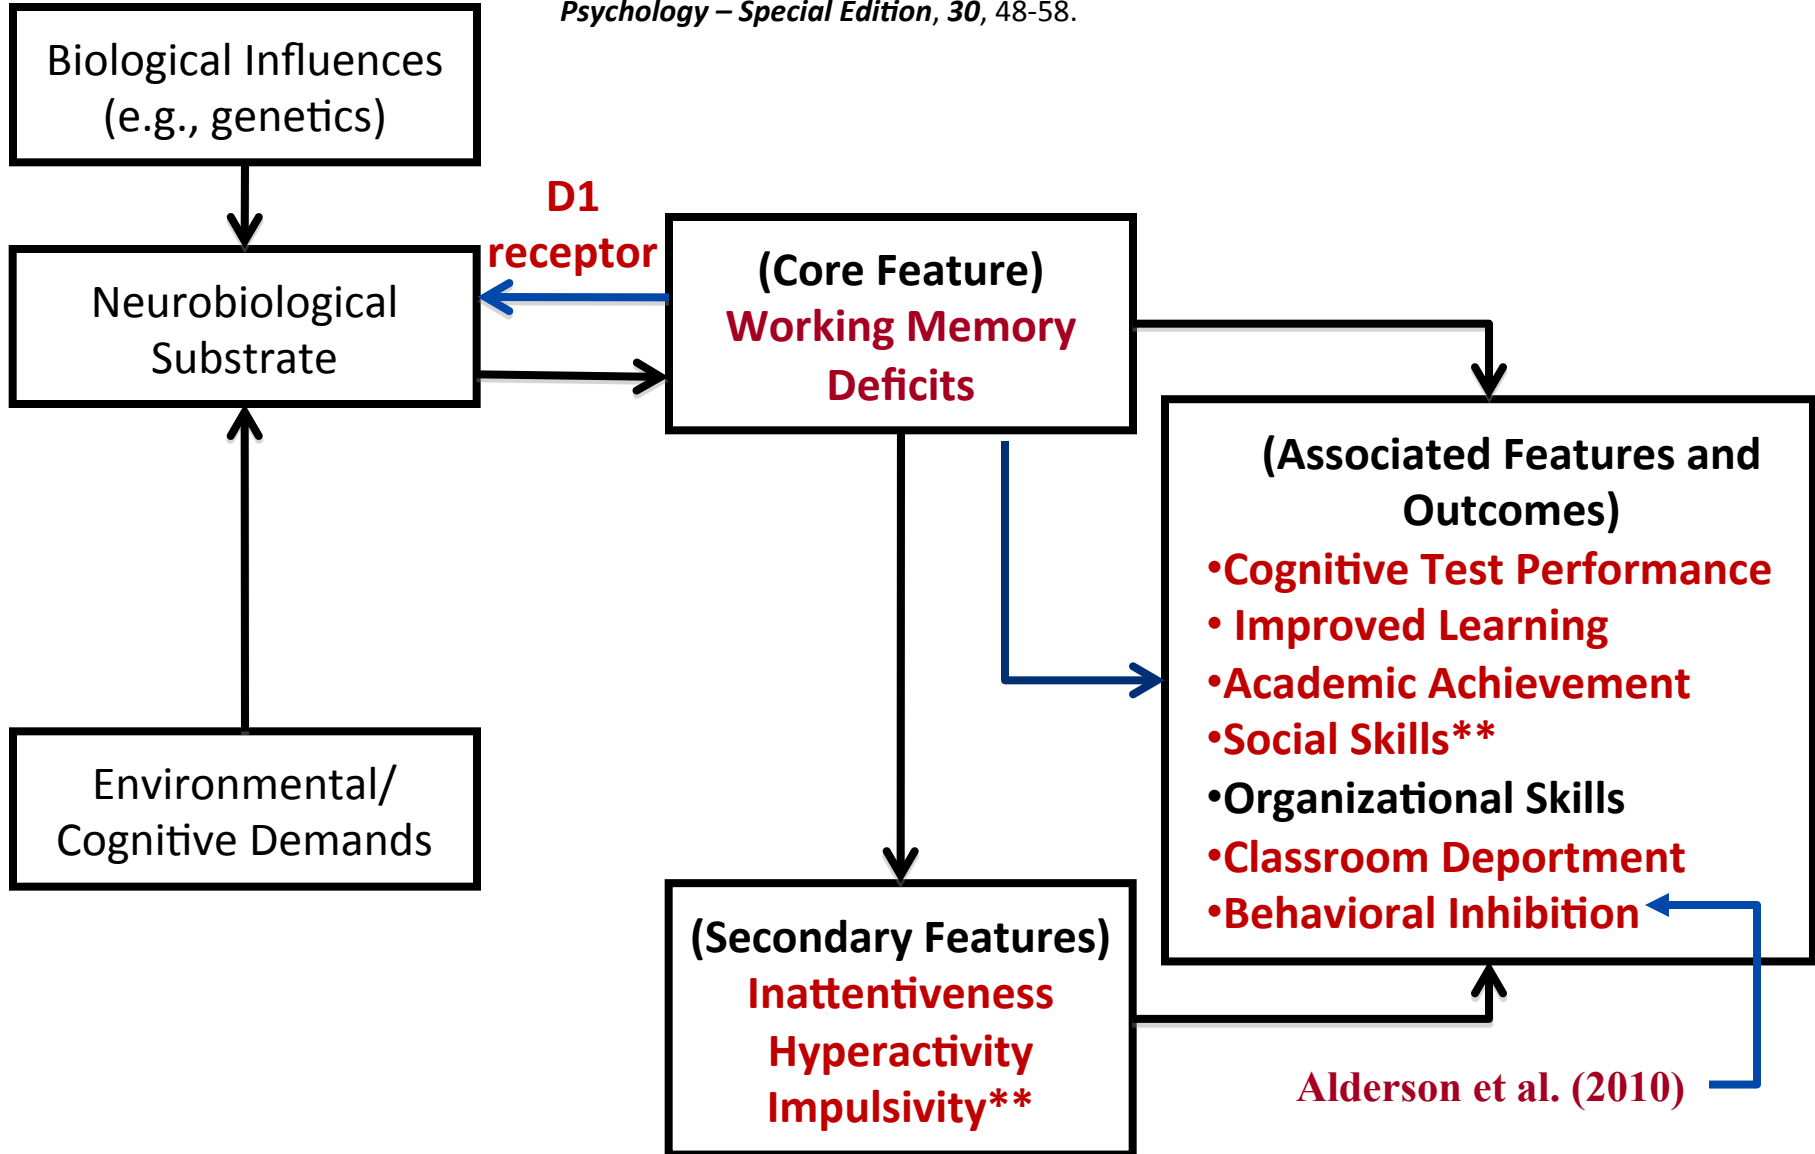 Psychology – Special Edition, 30, 48-58.
Biological Influences
(e.g., genetics)
D1
receptor
Neurobiological
Substrate
(Core Feature)
Working Memory
Deficits
(Associated Features and
Outcomes)
•Cognitive Test Performance
• Improved Learning
•Academic Achievement
•Social Skills**
•Organizational Skills
•Classroom Deportment
•Behavioral Inhibition
Environmental/
Cognitive Demands
(Secondary Features)
Inattentiveness
Hyperactivity
Impulsivity**
Alderson et al. (2010)